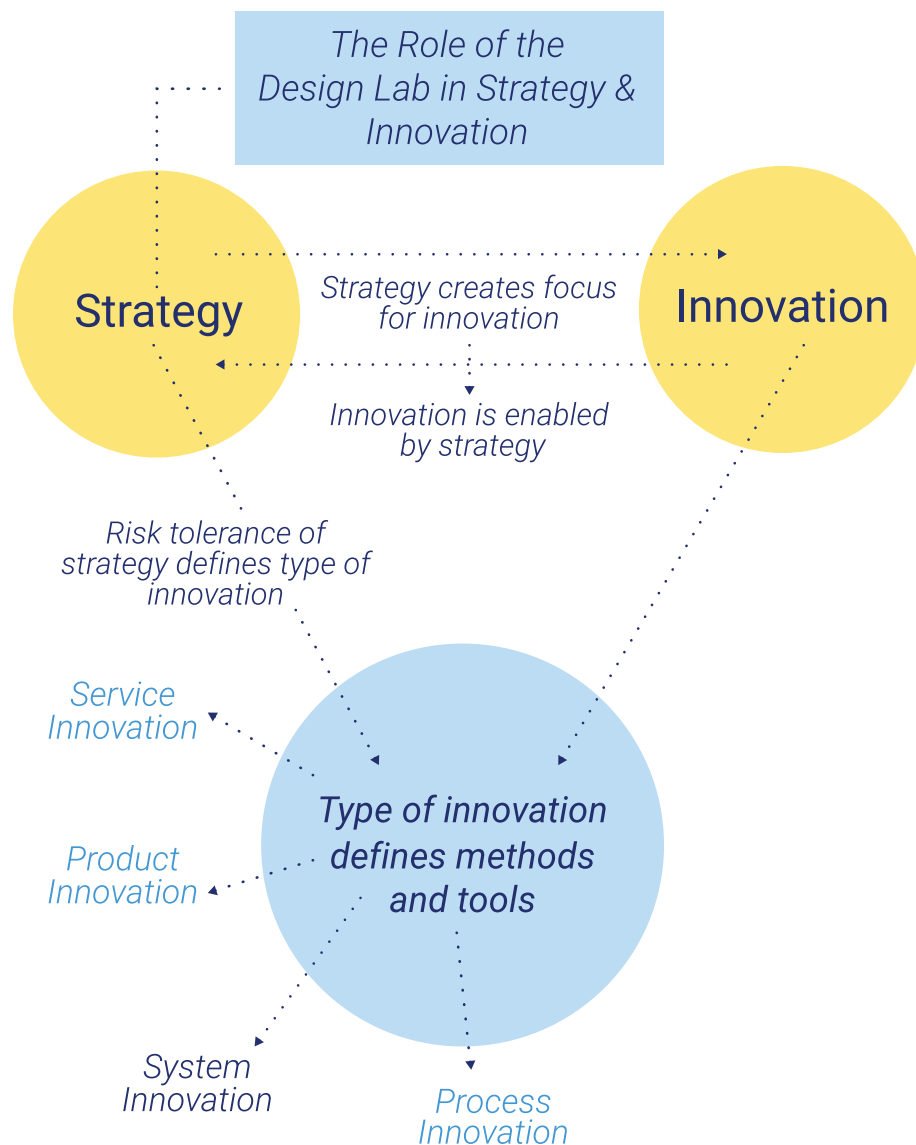 The Role of the
Design Lab in Strategy &
Innovation
Strategy
Innovation
Strategy creates focus
for innovation
Innovation is enabled
by strategy
Risk tolerance of
strategy defines type of
innovation
Service
Innovation
Type of innovation
defines methods
and tools
Product
Innovation
System
Innovation
Process
Innovation